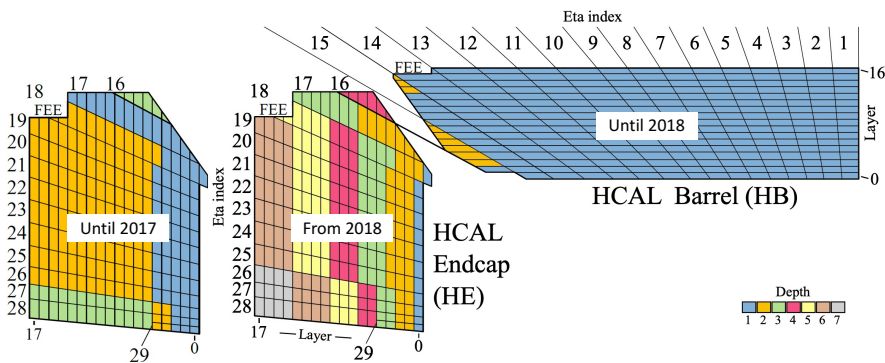 Eta index
15 14 13 12 11 10 9 8 7 6 5 4 3 2 1
FEE
16
Layer
0
Until 2018
HCAL Barrel (HB)
18 17 16
FEE
19
20
21
22
23
24
25
26
27
28
17
29
0
Until 2017
Eta index
18 17 16
FEE
19
20
21
22
23
24
25
26
27
28
17
Layer
29
0
From 2018
HCAL
Endcap
(HE)
Depth
1 2 3 4 5 6 7